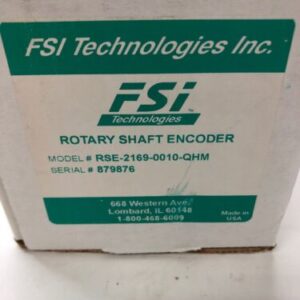 FSI Technologies Inc.
FSi
Technologies
ROTARY SHAFT ENCODER
MODEL # RSE-2169-0010-QHM
SERIAL # 879876
668 Western Ave.
Lombard, IL 60148
1-800-468-6009
Made in
USA